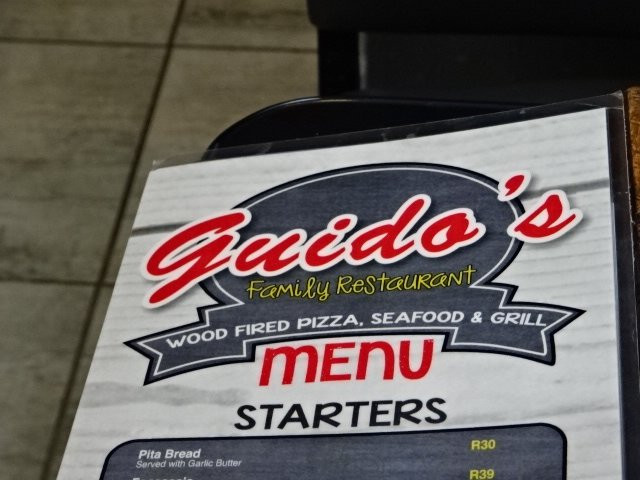 Guido's
Family Restaurant
WOOD FIRED PIZZA, SEAFOOD & GRILL
MENU
STARTERS
Pita Bread R30
Served with Garlic Butter
R39